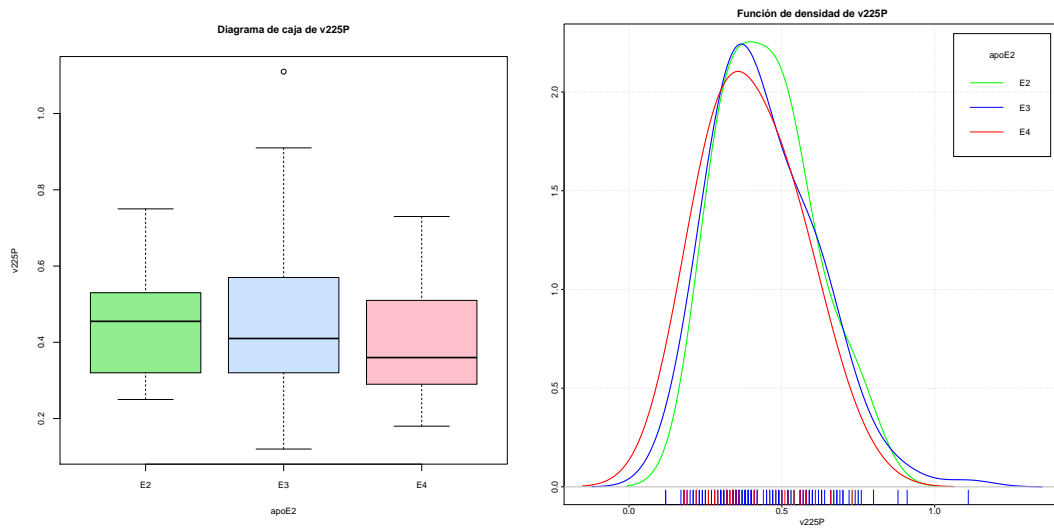 Diagrama de caja de v225P
v225P
0.2
0.4
0.6
0.8
1.0
E2
E3
E4
apoE2
Función de densidad de v225P
0.0
0.5
1.0
1.5
2.0
apoE2
E2
E3
E4
0.0
0.5
1.0
v225P